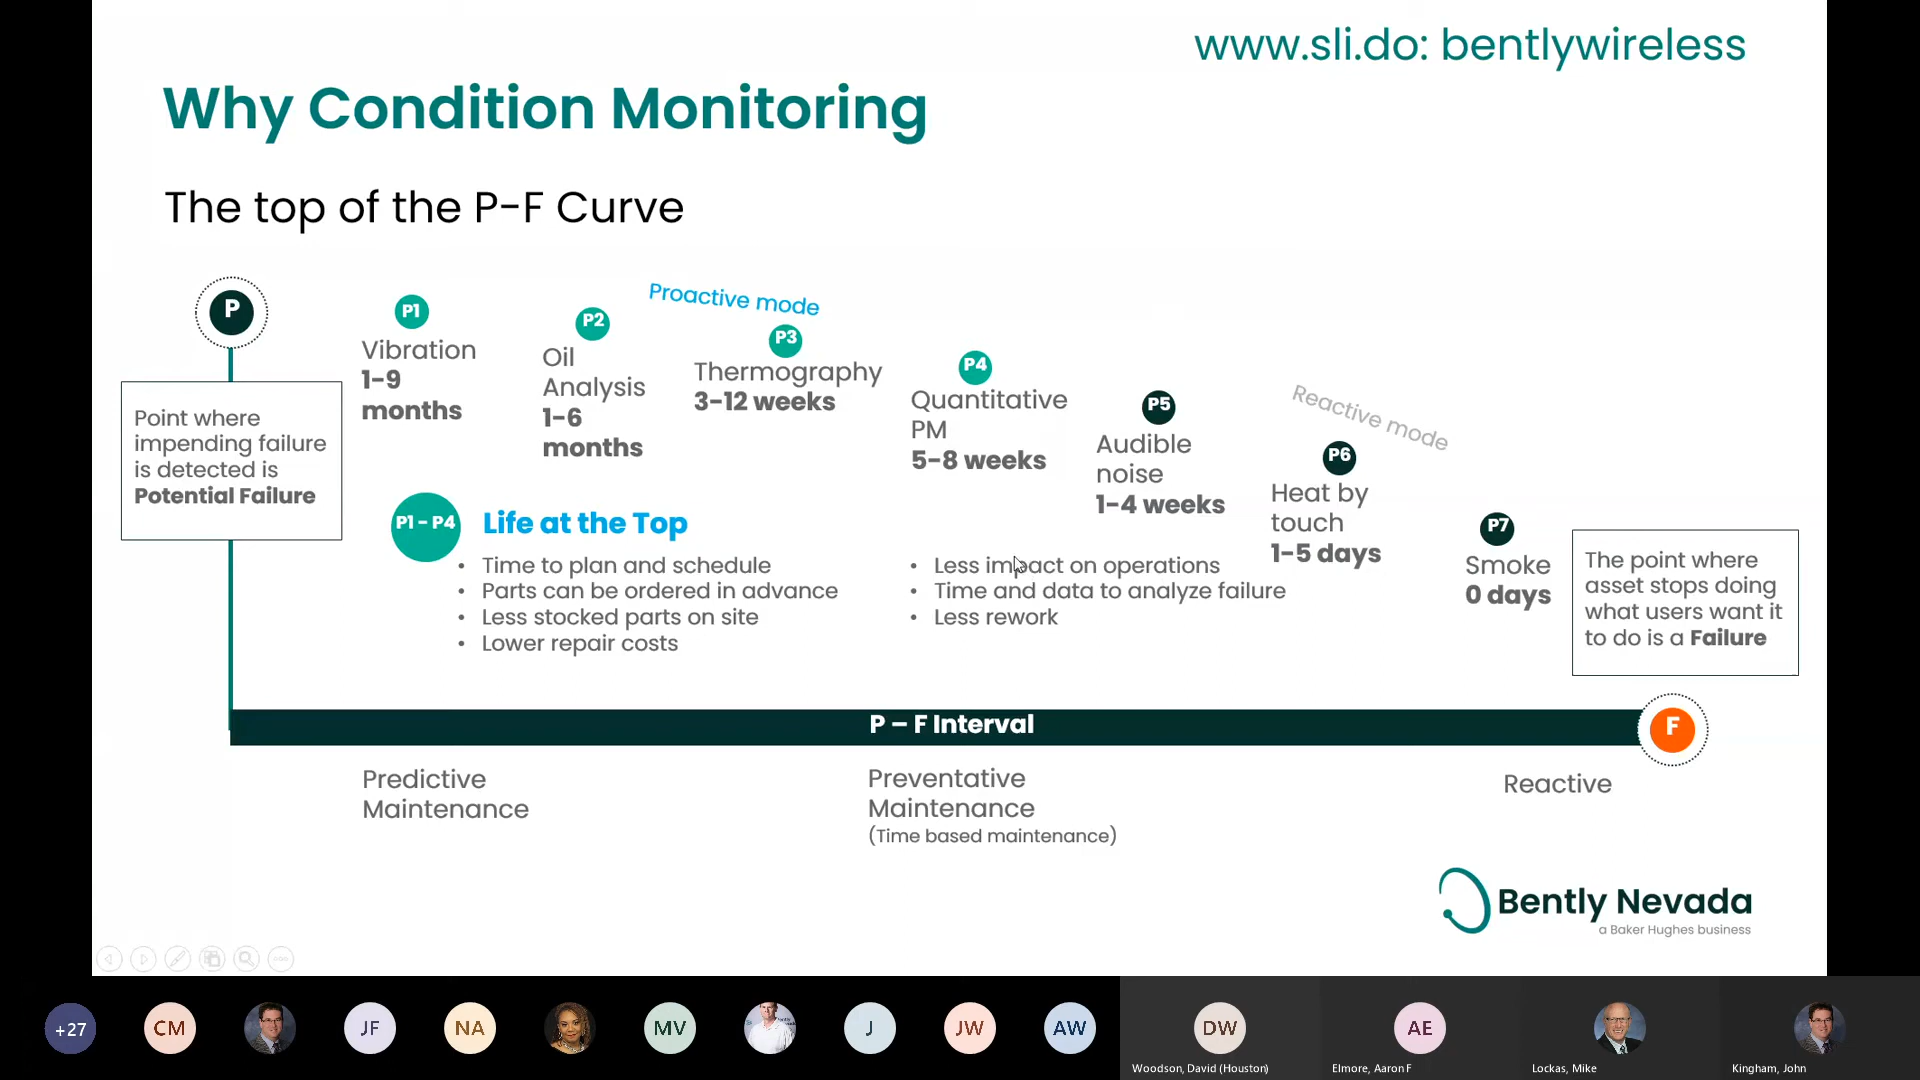 www.sli.do: bentlywireless
Why Condition Monitoring
The top of the P-F Curve
P
Point where
impending failure
is detected is
Potential Failure
P1
Vibration
1-9
months
P2
Oil
Analysis
1-6
months
Proactive mode
P3
Thermography
3-12 weeks
P4
Quantitative
PM
5-8 weeks
P5
Audible
noise
1-4 weeks
Reactive mode
P6
Heat by
touch
1-5 days
P7
Smoke
0 days
The point where
asset stops doing
what users want it
to do is a Failure
P1 - P4
Life at the Top
• Time to plan and schedule
• Parts can be ordered in advance
• Less stocked parts on site
• Lower repair costs
• Less impact on operations
• Time and data to analyze failure
• Less rework
P – F Interval
F
Predictive
Maintenance
Preventative
Maintenance
(Time based maintenance)
Reactive
Bently Nevada
a Baker Hughes business
+27
CM
JF
NA
MV
J
JW
AW
DW
AE
Woodson, David (Houston)
Elmore, Aaron F
Lockas, Mike
Kingham, John